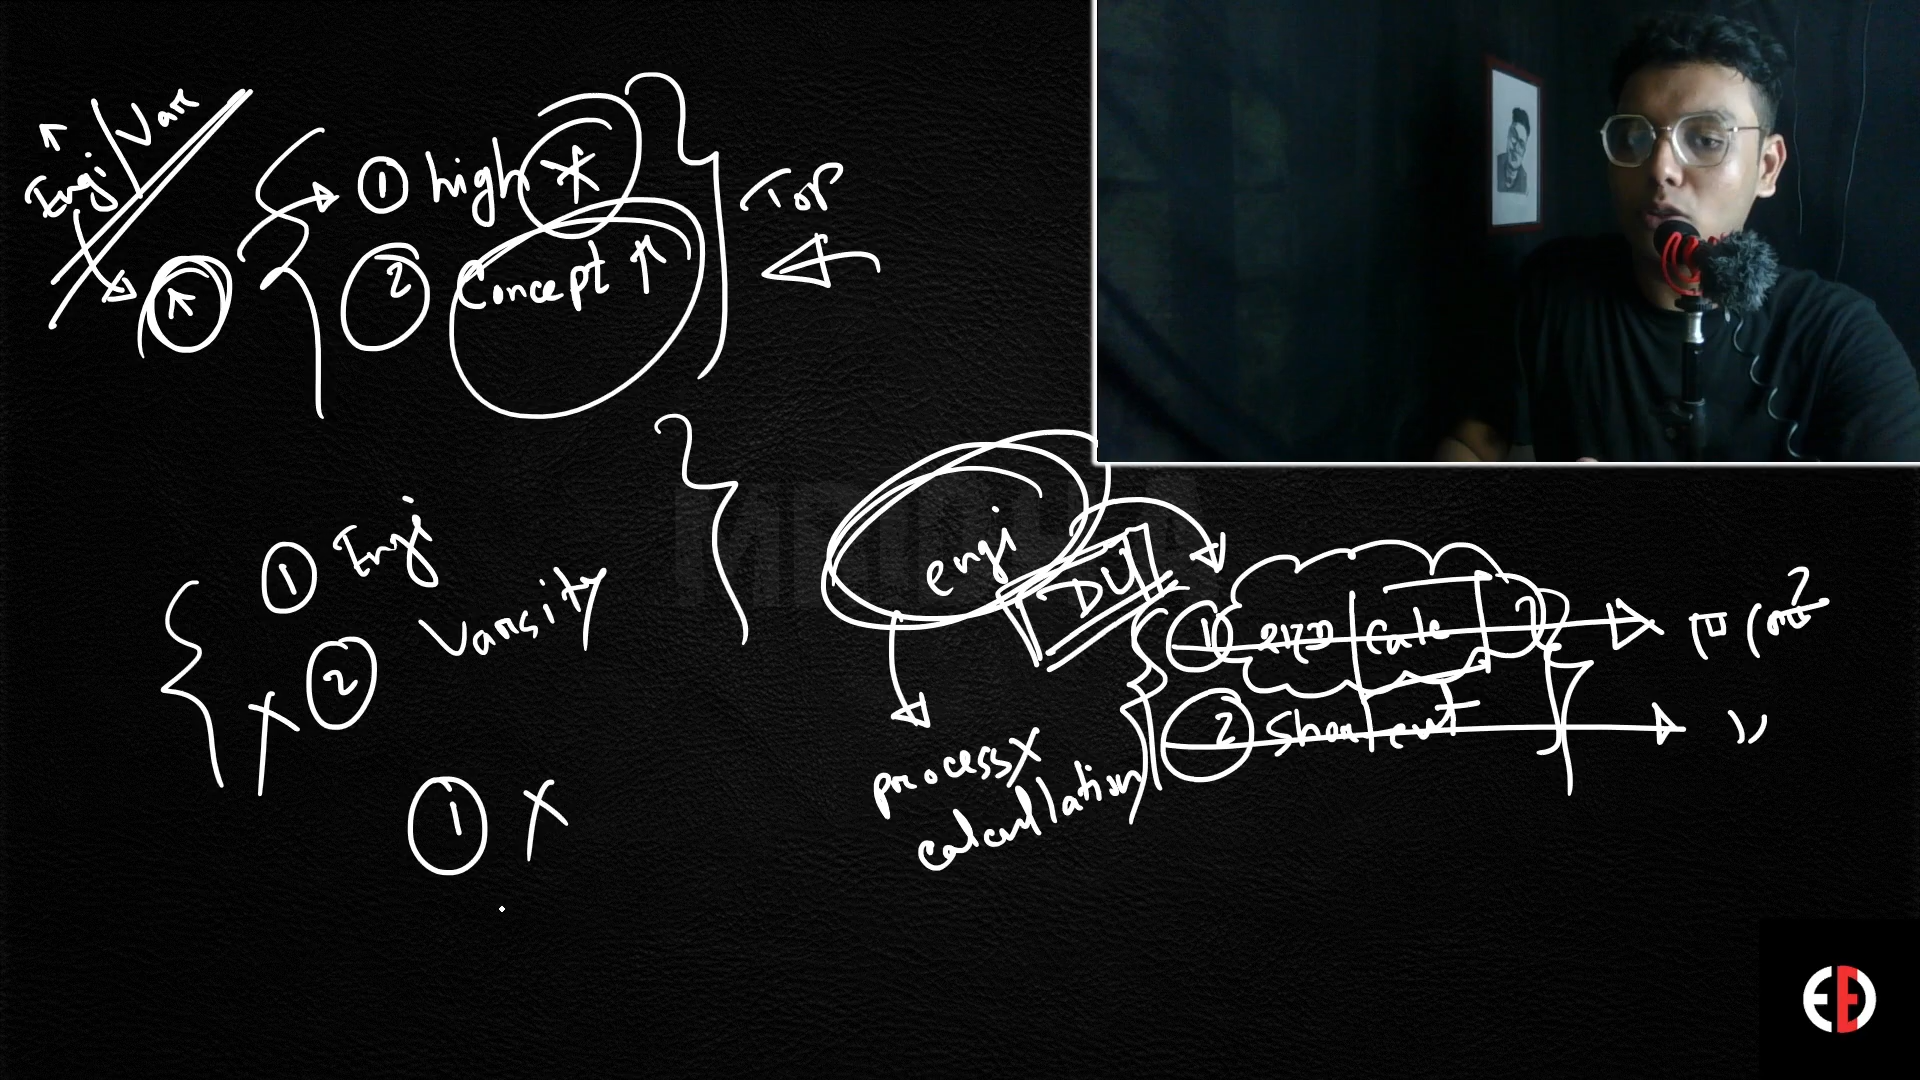 Engi/Var
① high *
② Concept ↑
Top
① Engi
② Varsity
engi
DU
① Calc
② Shortcut
process X
calculation
① X